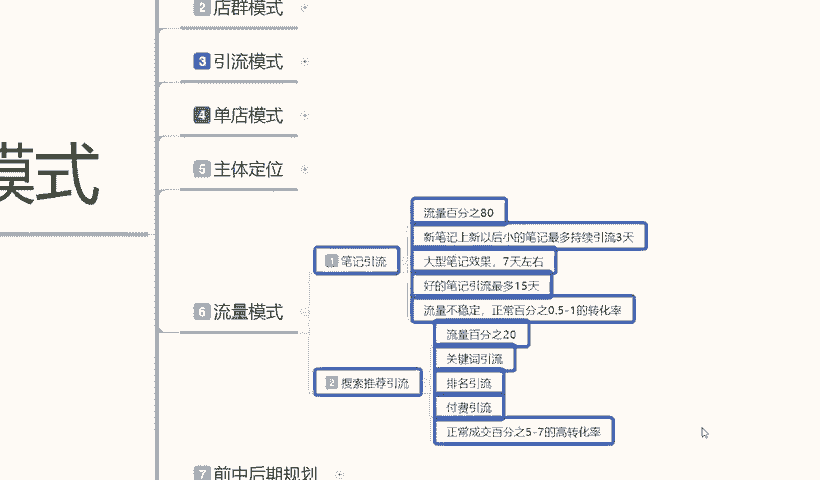 2 店群模式
3 引流模式
4 单店模式
模式
5 主体定位
6 流量模式
1 笔记引流
流量百分之80
新笔记上新以后小的笔记最多持续引流3天
大型笔记效果，7天左右
好的笔记引流最多15天
流量不稳定，正常百分之0.5-1的转化率
2 搜索推荐引流
流量百分之20
关键词引流
排名引流
付费引流
正常成交百分之5-7的高转化率
7 前中后期规划